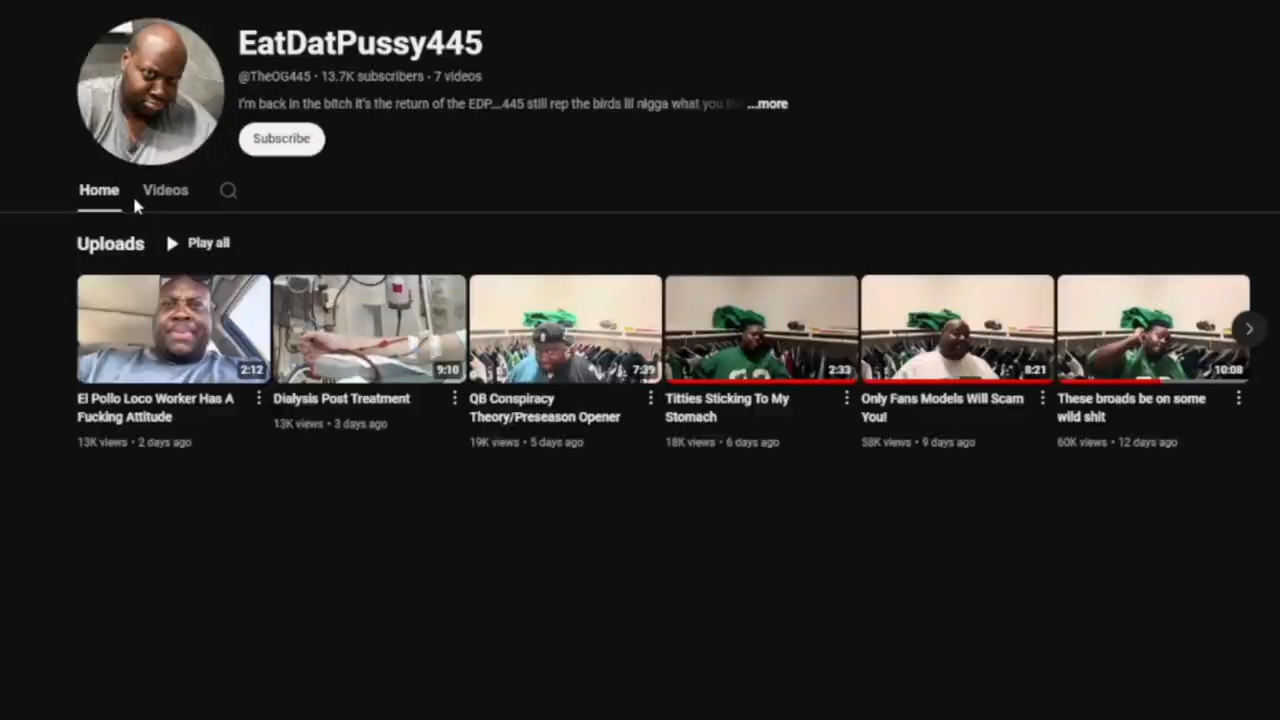 EatDatPussy445
@TheOG445 · 13.7K subscribers · 7 videos
I'm back in the bitch it's the return of the EDP_.445 still rep the birds lil nigga what you ...more
Subscribe
Home Videos
Uploads Play all
2:12 9:10 7:39 2:33 8:21 10:08
El Pollo Loco Worker Has A
Fucking Attitude
13K views · 2 days ago
Dialysis Post Treatment
13K views · 3 days ago
QB Conspiracy
Theory/Preseason Opener
19K views · 5 days ago
Titties Sticking To My
Stomach
18K views · 6 days ago
Only Fans Models Will Scam
You!
58K views · 9 days ago
These broads be on some
wild shit
60K views · 12 days ago